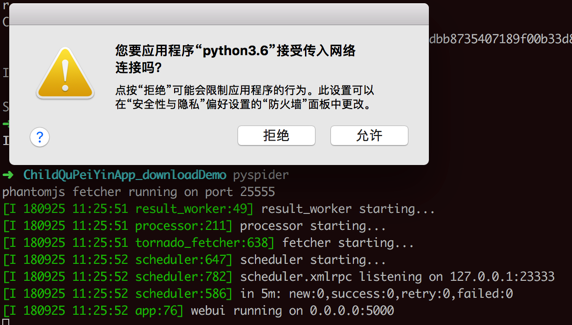 r
C
您要应用程序“python3.6”接受传入网络
连接吗?
点按“拒绝”可能会限制应用程序的行为。此设置可以
在“安全性与隐私”偏好设置的“防火墙”面板中更改。
dbb8735407189f00b33d8
I
S
?
拒绝
允许
➜
I
➜ ChildQuPeiYinApp_downloadDemo pyspider
phantomjs fetcher running on port 25555
[I 180925 11:25:51 result_worker:49] result_worker starting...
[I 180925 11:25:51 processor:211] processor starting...
[I 180925 11:25:51 tornado_fetcher:638] fetcher starting...
[I 180925 11:25:52 scheduler:647] scheduler starting...
[I 180925 11:25:52 scheduler:782] scheduler.xmlrpc listening on 127.0.0.1:23333
[I 180925 11:25:52 scheduler:586] in 5m: new:0,success:0,retry:0,failed:0
[I 180925 11:25:52 app:76] webui running on 0.0.0.0:5000